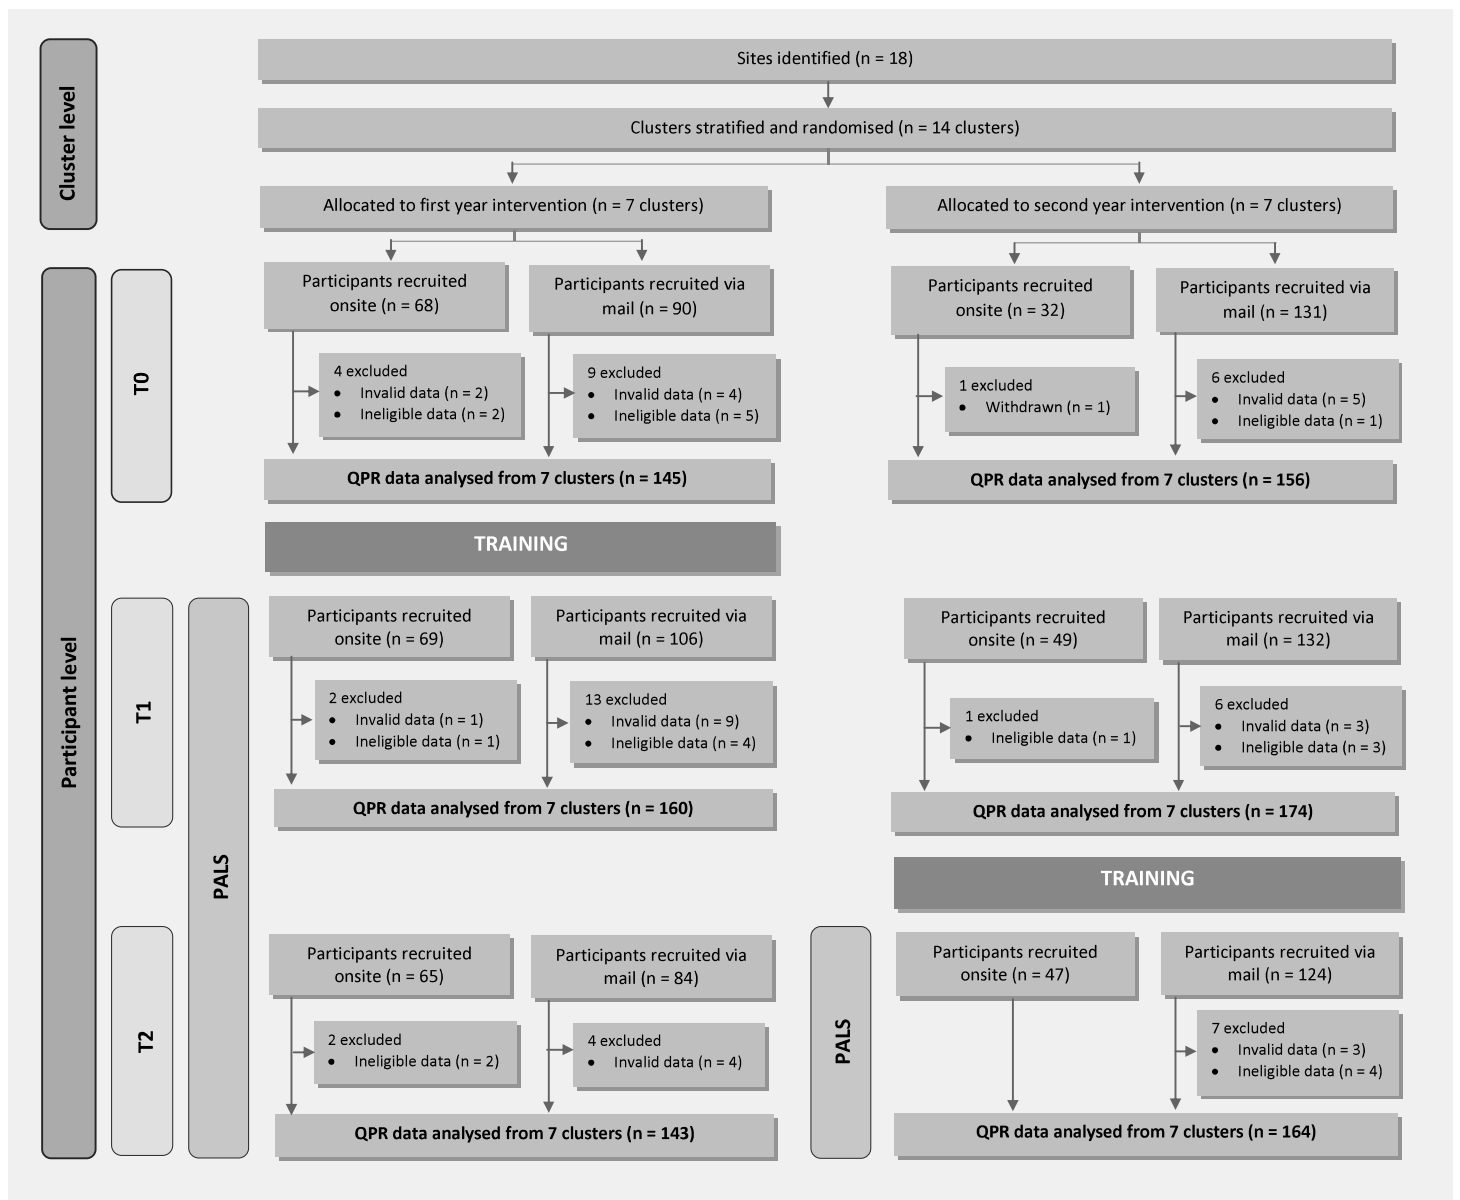 Cluster level
Sites identified (n = 18)
Clusters stratified and randomised (n = 14 clusters)
Allocated to first year intervention (n = 7 clusters)
Allocated to second year intervention (n = 7 clusters)
Participant level
T0
Participants recruited
onsite (n = 68)
Participants recruited via
mail (n = 90)
Participants recruited
onsite (n = 32)
Participants recruited via
mail (n = 131)
4 excluded
• Invalid data (n = 2)
• Ineligible data (n = 2)
9 excluded
• Invalid data (n = 4)
• Ineligible data (n = 5)
1 excluded
• Withdrawn (n = 1)
6 excluded
• Invalid data (n = 5)
• Ineligible data (n = 1)
QPR data analysed from 7 clusters (n = 145)
QPR data analysed from 7 clusters (n = 156)
TRAINING
T1
PALS
Participants recruited
onsite (n = 69)
Participants recruited via
mail (n = 106)
Participants recruited
onsite (n = 49)
Participants recruited via
mail (n = 132)
2 excluded
• Invalid data (n = 1)
• Ineligible data (n = 1)
13 excluded
• Invalid data (n = 9)
• Ineligible data (n = 4)
1 excluded
• Ineligible data (n = 1)
6 excluded
• Invalid data (n = 3)
• Ineligible data (n = 3)
QPR data analysed from 7 clusters (n = 160)
QPR data analysed from 7 clusters (n = 174)
TRAINING
T2
Participants recruited
onsite (n = 65)
Participants recruited via
mail (n = 84)
PALS
Participants recruited
onsite (n = 47)
Participants recruited via
mail (n = 124)
2 excluded
• Ineligible data (n = 2)
4 excluded
• Invalid data (n = 4)
7 excluded
• Invalid data (n = 3)
• Ineligible data (n = 4)
QPR data analysed from 7 clusters (n = 143)
QPR data analysed from 7 clusters (n = 164)